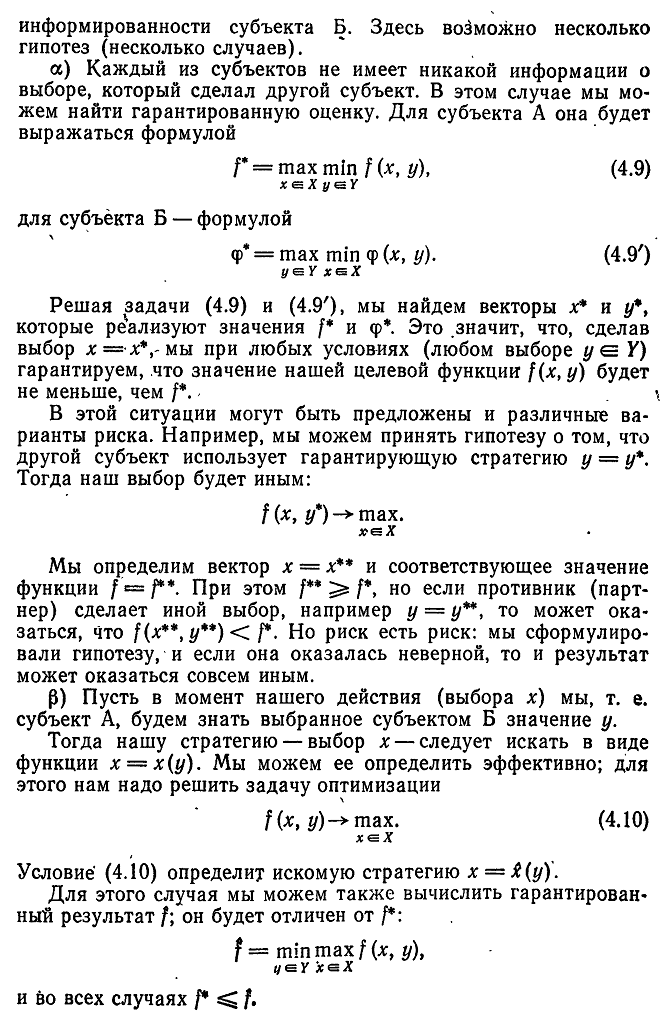 информированности субъекта Б. Здесь возможно несколько
гипотез (несколько случаев).
α) Каждый из субъектов не имеет никакой информации о
выборе, который сделал другой субъект. В этом случае мы мо-
жем найти гарантированную оценку. Для субъекта А она будет
выражаться формулой
f* = max min f (x, y), (4.9)
x∈X y∈Y
для субъекта Б — формулой
φ* = max min φ (x, y). (4.9′)
y∈Y x∈X
Решая задачи (4.9) и (4.9′), мы найдем векторы x* и y*,
которые реализуют значения f* и φ*. Это значит, что, сделав
выбор x = x*, мы при любых условиях (любом выборе y ∈ Y)
гарантируем, что значение нашей целевой функции f (x, y) будет
не меньше, чем f*.
В этой ситуации могут быть предложены и различные ва-
рианты риска. Например, мы можем принять гипотезу о том, что
другой субъект использует гарантирующую стратегию y = y*.
Тогда наш выбор будет иным:
f (x, y*) → max.
x∈X
Мы определим вектор x = x** и соответствующее значение
функции f = f**. При этом f** ⩾ f*, но если противник (парт-
нер) сделает иной выбор, например y = y**, то может ока-
заться, что f (x**, y**) < f*. Но риск есть риск: мы сформулиро-
вали гипотезу, и если она оказалась неверной, то и результат
может оказаться совсем иным.
β) Пусть в момент нашего действия (выбора x) мы, т. е.
субъект А, будем знать выбранное субъектом Б значение y.
Тогда нашу стратегию — выбор x — следует искать в виде
функции x = x (y). Мы можем ее определить эффективно; для
этого нам надо решить задачу оптимизации
f (x, y) → max. (4.10)
x∈X
Условие (4.10) определит искомую стратегию x = x̂ (y).
Для этого случая мы можем также вычислить гарантирован-
ный результат f̂; он будет отличен от f*:
f̂ = min max f (x, y),
y∈Y x∈X
и во всех случаях f* ⩽ f̂.